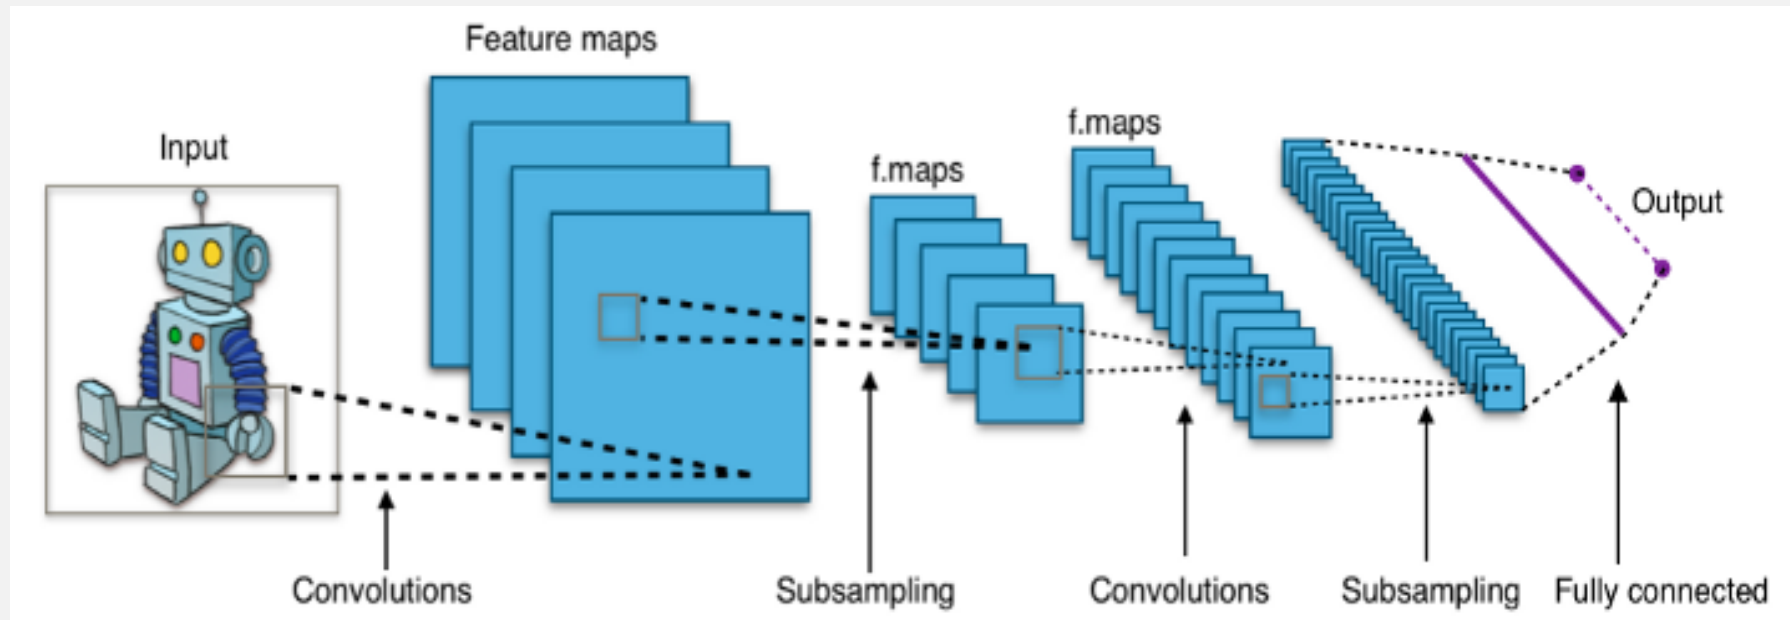 Feature maps
f.maps
Input
f.maps
Output
Convolutions
Subsampling
Convolutions
Subsampling
Fully connected